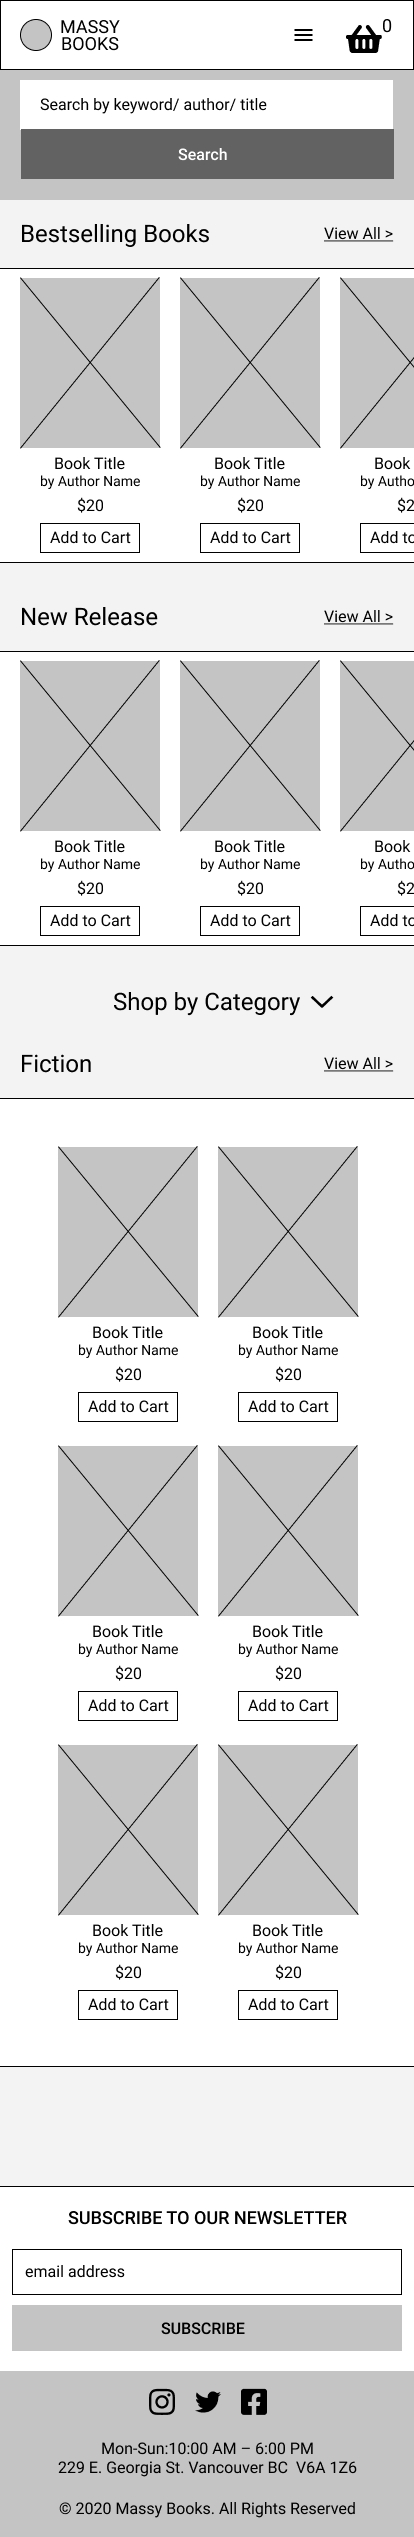 MASSY
BOOKS
0
Search by keyword/ author/ title
Search
Bestselling Books
View All >
Book Title
by Author Name
$20
Add to Cart
Book Title
by Author Name
$20
Add to Cart
Book
by Autho
$2
Add to
New Release
View All >
Book Title
by Author Name
$20
Add to Cart
Book Title
by Author Name
$20
Add to Cart
Book
by Autho
$2
Add to
Shop by Category
Fiction
View All >
Book Title
by Author Name
$20
Add to Cart
Book Title
by Author Name
$20
Add to Cart
Book Title
by Author Name
$20
Add to Cart
Book Title
by Author Name
$20
Add to Cart
Book Title
by Author Name
$20
Add to Cart
Book Title
by Author Name
$20
Add to Cart
SUBSCRIBE TO OUR NEWSLETTER
email address
SUBSCRIBE
Mon-Sun:10:00 AM – 6:00 PM
229 E. Georgia St. Vancouver BC  V6A 1Z6
© 2020 Massy Books. All Rights Reserved